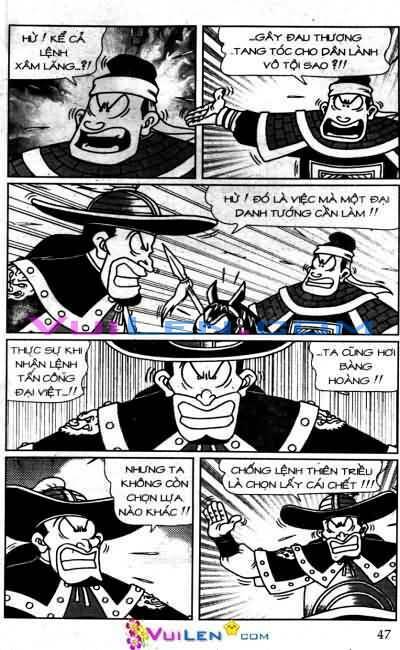 HỪ ! KỂ CẢ
LỆNH
XÂM LĂNG...?!
...GÂY ĐAU THƯƠNG
TANG TÓC CHO DÂN LÀNH
VÔ TỘI SAO ?!!
HỪ ! ĐÓ LÀ VIỆC MÀ MỘT ĐẠI
DANH TƯỚNG CẦN LÀM !!
VuiLen.com
THỰC SỰ KHI
NHẬN LỆNH
TẤN CÔNG
ĐẠI VIỆT...!!
...TA CŨNG HƠI
BÀNG
HOÀNG !!
NHƯNG TA
KHÔNG CÒN
CHỌN LỰA
NÀO KHÁC !!
CHỐNG LỆNH THIÊN TRIỀU
LÀ CHỌN LẤY CÁI CHẾT !!!
47
VuiLen.com